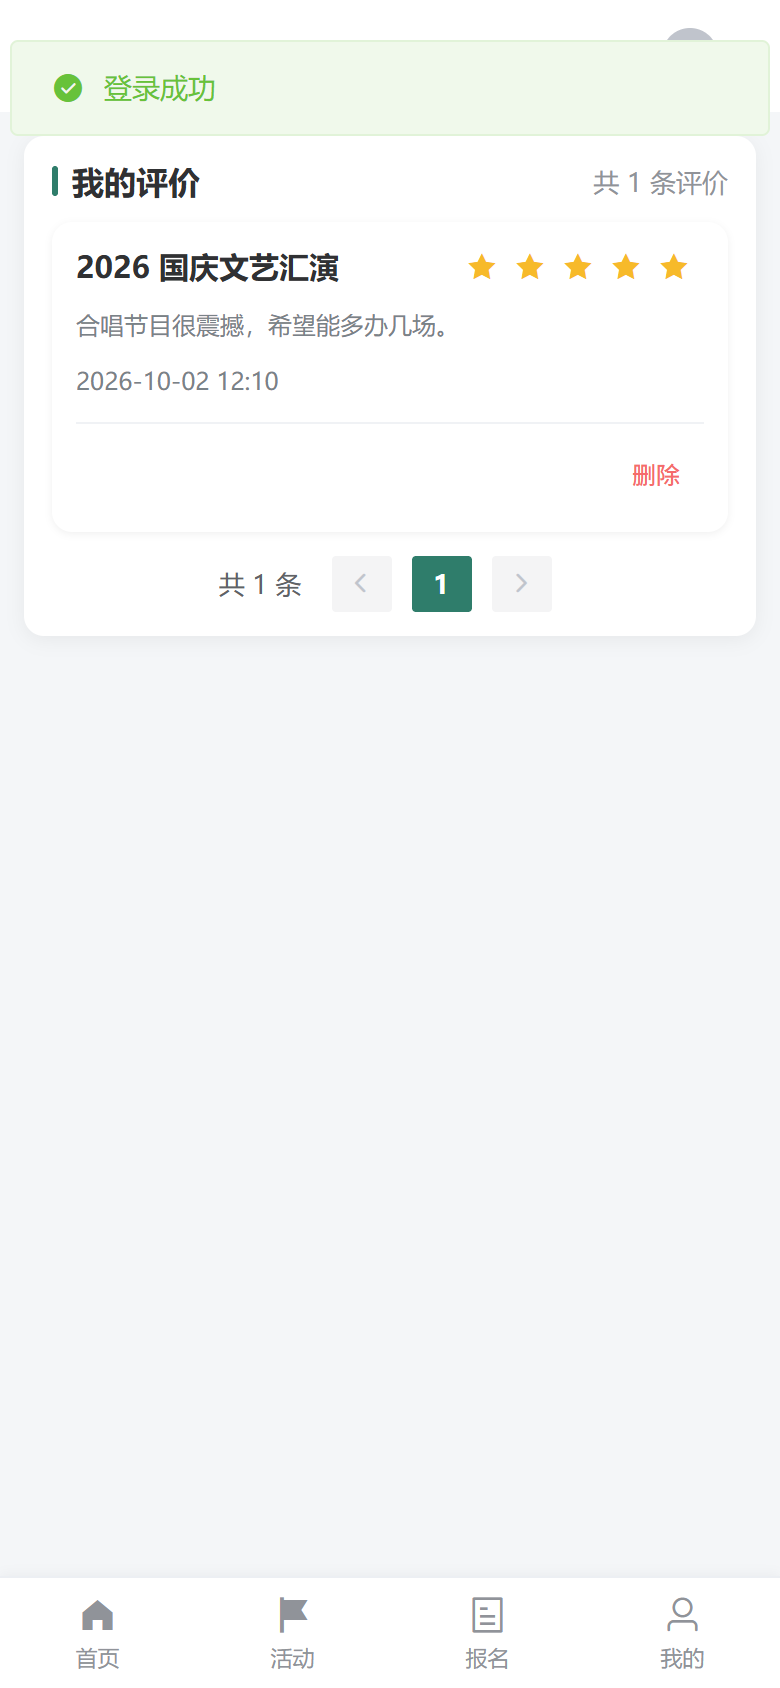 登录成功
我的评价
共 1 条评价
2026 国庆文艺汇演
合唱节目很震撼，希望能多办几场。
2026-10-02 12:10
删除
共 1 条
1
首页
活动
报名
我的